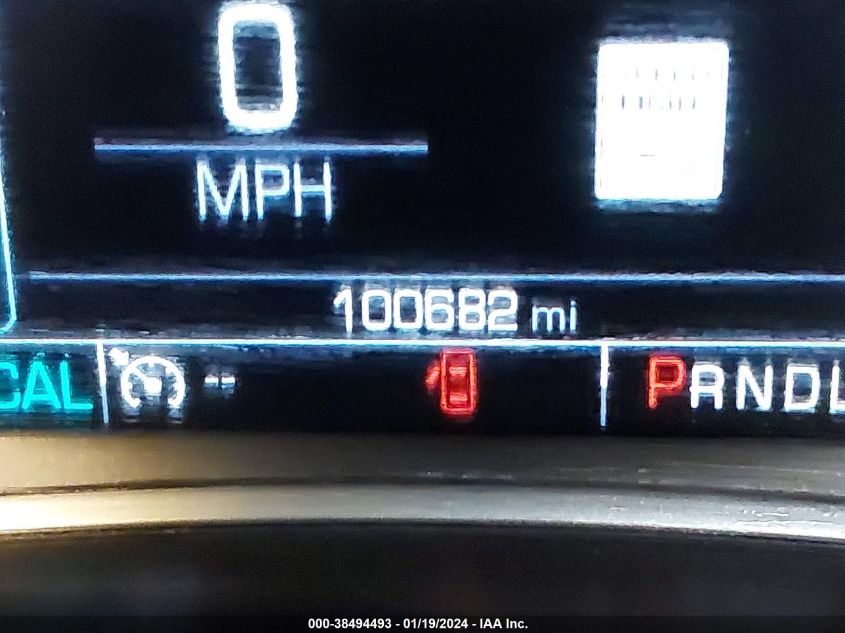 0
MPH
100682 mi
CAL
PRNDL
000-38494493 - 01/19/2024 - IAA Inc.